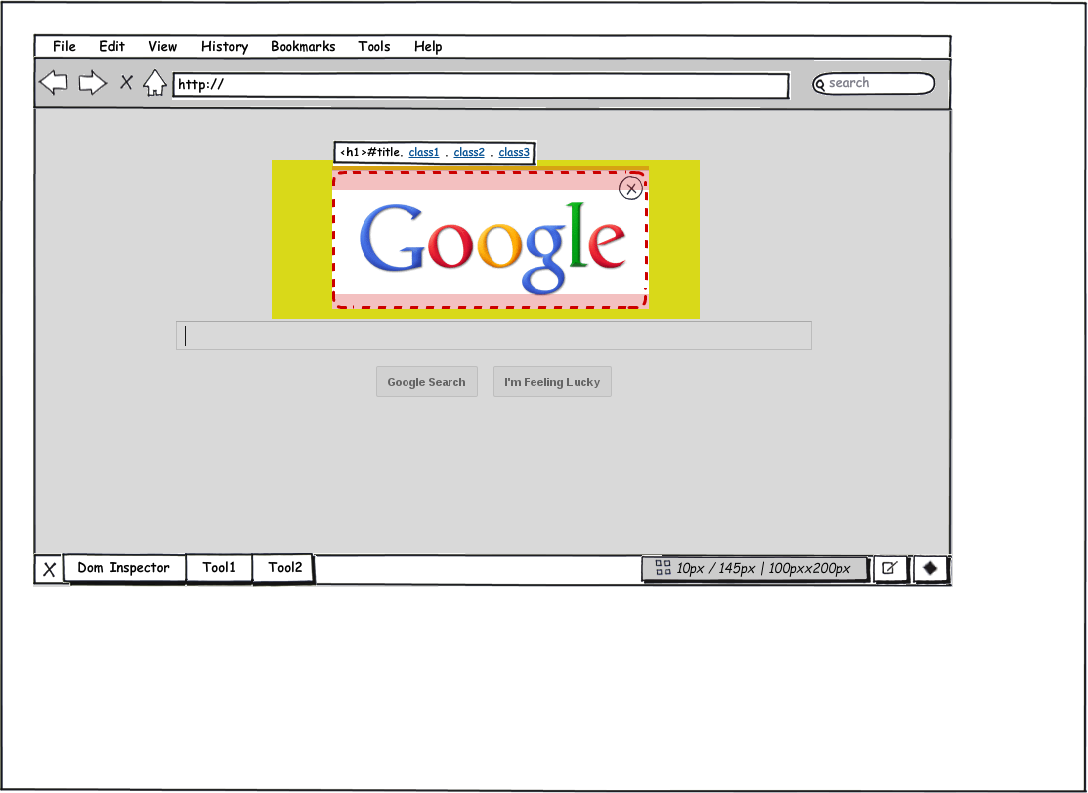 File Edit View History Bookmarks Tools Help
http:// search
<h1>#title. class1 . class2 . class3
Google
Google Search I'm Feeling Lucky
X Dom Inspector Tool1 Tool2 10px / 145px | 100pxx200px